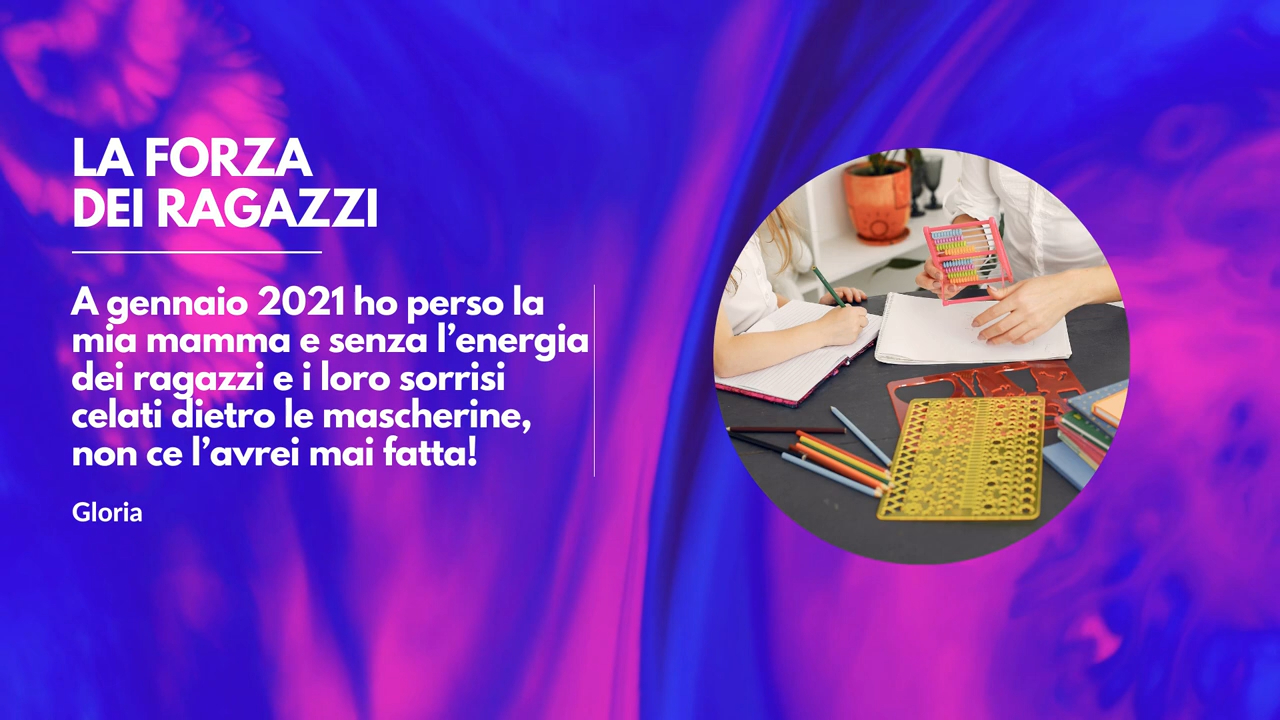 LA FORZA
DEI RAGAZZI
A gennaio 2021 ho perso la
mia mamma e senza l’energia
dei ragazzi e i loro sorrisi
celati dietro le mascherine,
non ce l’avrei mai fatta!
Gloria